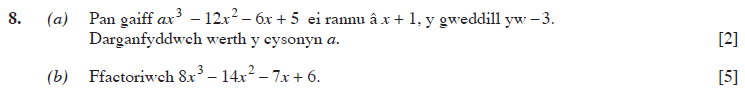 8. (a) Pan gaiff ax³ – 12x² – 6x + 5 ei rannu â x + 1, y gweddill yw –3.
Darganfyddwch werth y cysonyn a. [2]
(b) Ffactoriwch 8x³ – 14x² – 7x + 6. [5]